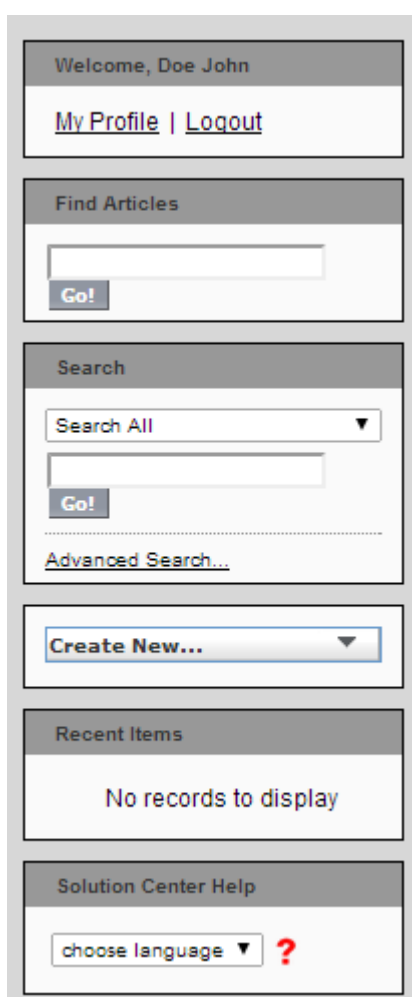 Welcome, Doe John
My Profile | Logout
Find Articles
Go!
Search
Search All
Go!
Advanced Search...
Create New...
Recent Items
No records to display
Solution Center Help
choose language ?